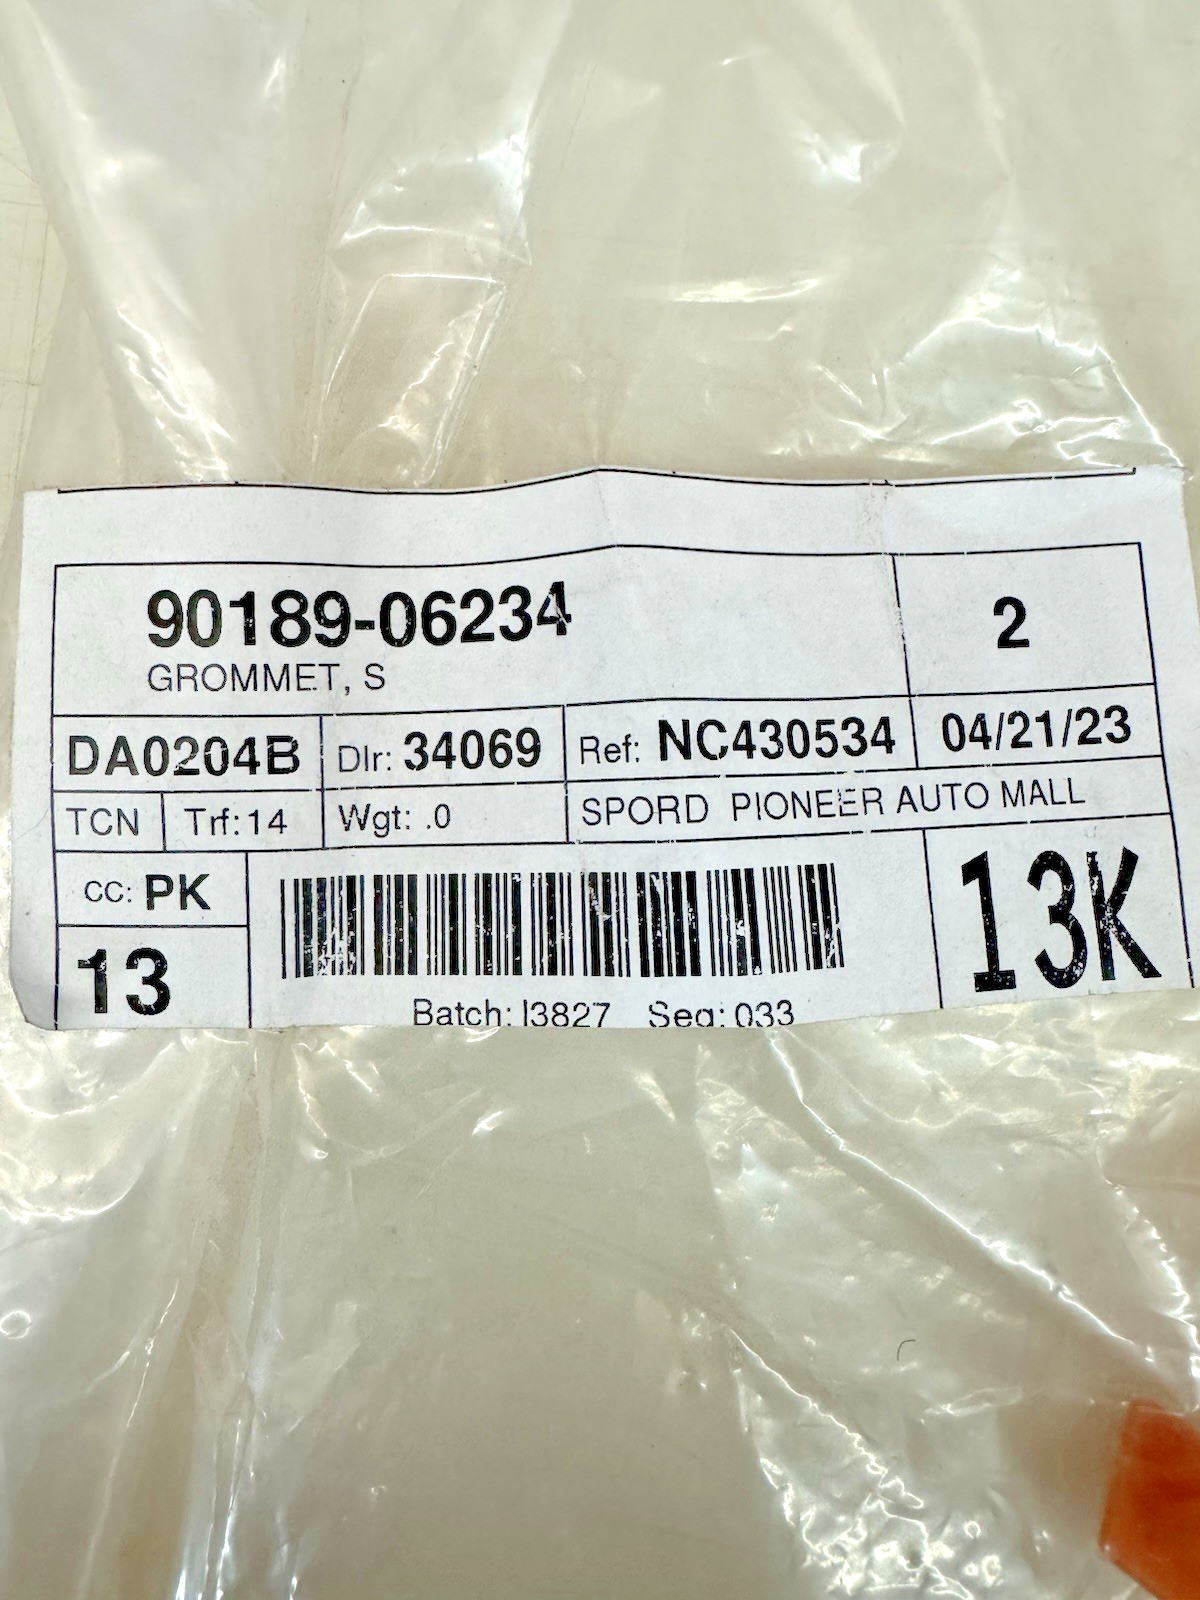 90189-06234
GROMMET, S
2
DA0204B
Dlr: 34069
Ref: NC430534
04/21/23
TCN
Trf: 14
Wgt: .0
SPORD PIONEER AUTO MALL
CC: PK
13
13K
Batch: I3827 Seq: 033